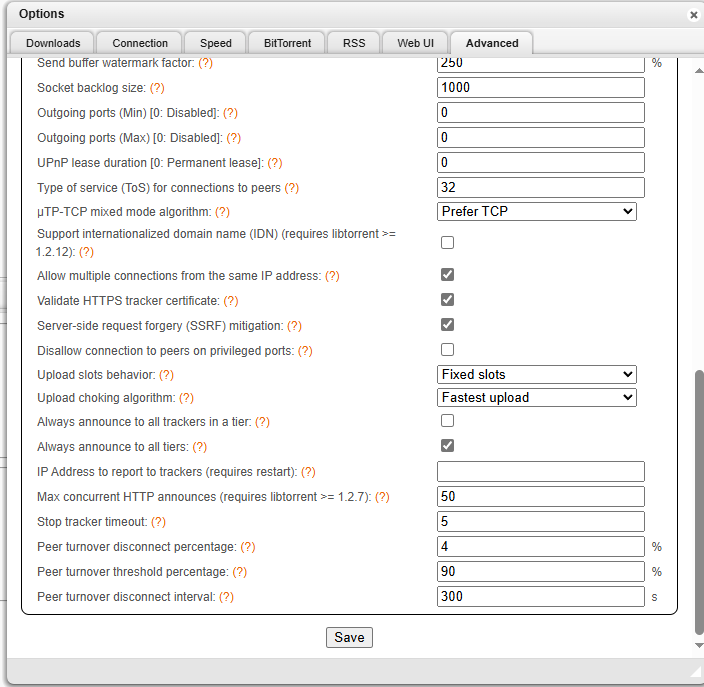 Options
Downloads Connection Speed BitTorrent RSS Web UI Advanced
Send buffer watermark factor: (?) 250 %
Socket backlog size: (?) 1000
Outgoing ports (Min) [0: Disabled]: (?) 0
Outgoing ports (Max) [0: Disabled]: (?) 0
UPnP lease duration [0: Permanent lease]: (?) 0
Type of service (ToS) for connections to peers (?) 32
μTP-TCP mixed mode algorithm: (?) Prefer TCP
Support internationalized domain name (IDN) (requires libtorrent >=
1.2.12): (?)
Allow multiple connections from the same IP address: (?)
Validate HTTPS tracker certificate: (?)
Server-side request forgery (SSRF) mitigation: (?)
Disallow connection to peers on privileged ports: (?)
Upload slots behavior: (?) Fixed slots
Upload choking algorithm: (?) Fastest upload
Always announce to all trackers in a tier: (?)
Always announce to all tiers: (?)
IP Address to report to trackers (requires restart): (?)
Max concurrent HTTP announces (requires libtorrent >= 1.2.7): (?) 50
Stop tracker timeout: (?) 5
Peer turnover disconnect percentage: (?) 4 %
Peer turnover threshold percentage: (?) 90 %
Peer turnover disconnect interval: (?) 300 s
Save